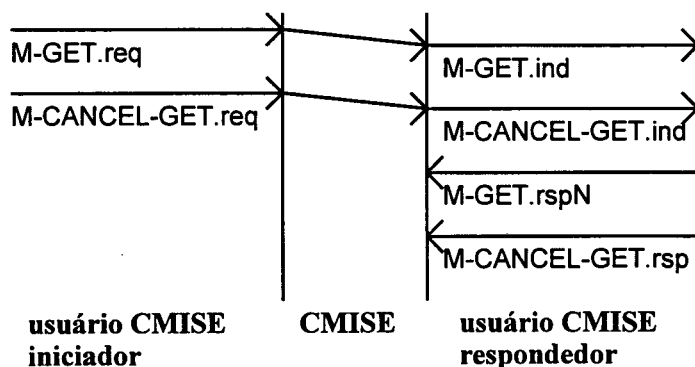 M-GET.req
M-GET.ind
M-CANCEL-GET.req
M-CANCEL-GET.ind
M-GET.rspN
M-CANCEL-GET.rsp
usuário CMISE
iniciador
CMISE
usuário CMISE
respondedor